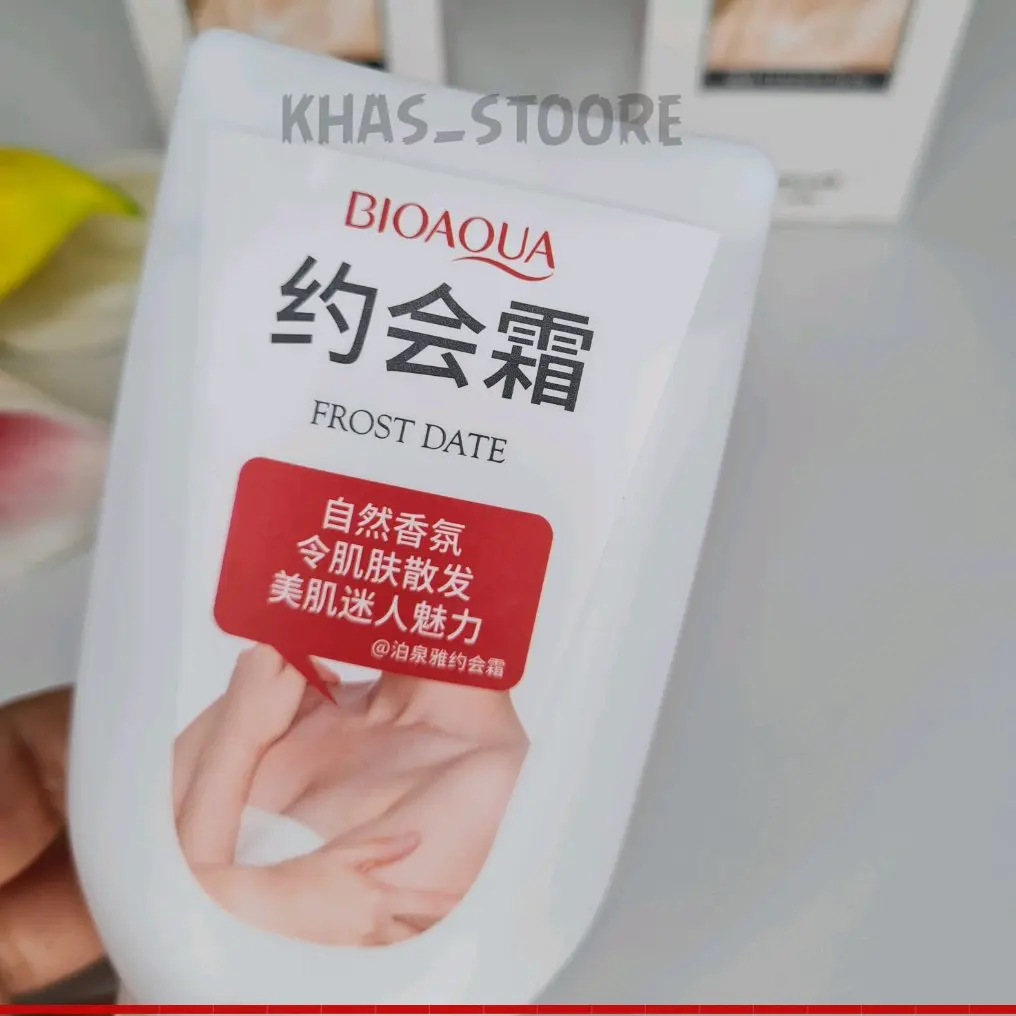 KHAS_STOORE
BIOAQUA
约会霜
FROST DATE
自然香氛
令肌肤散发
美肌迷人魅力
@泊泉雅约会霜